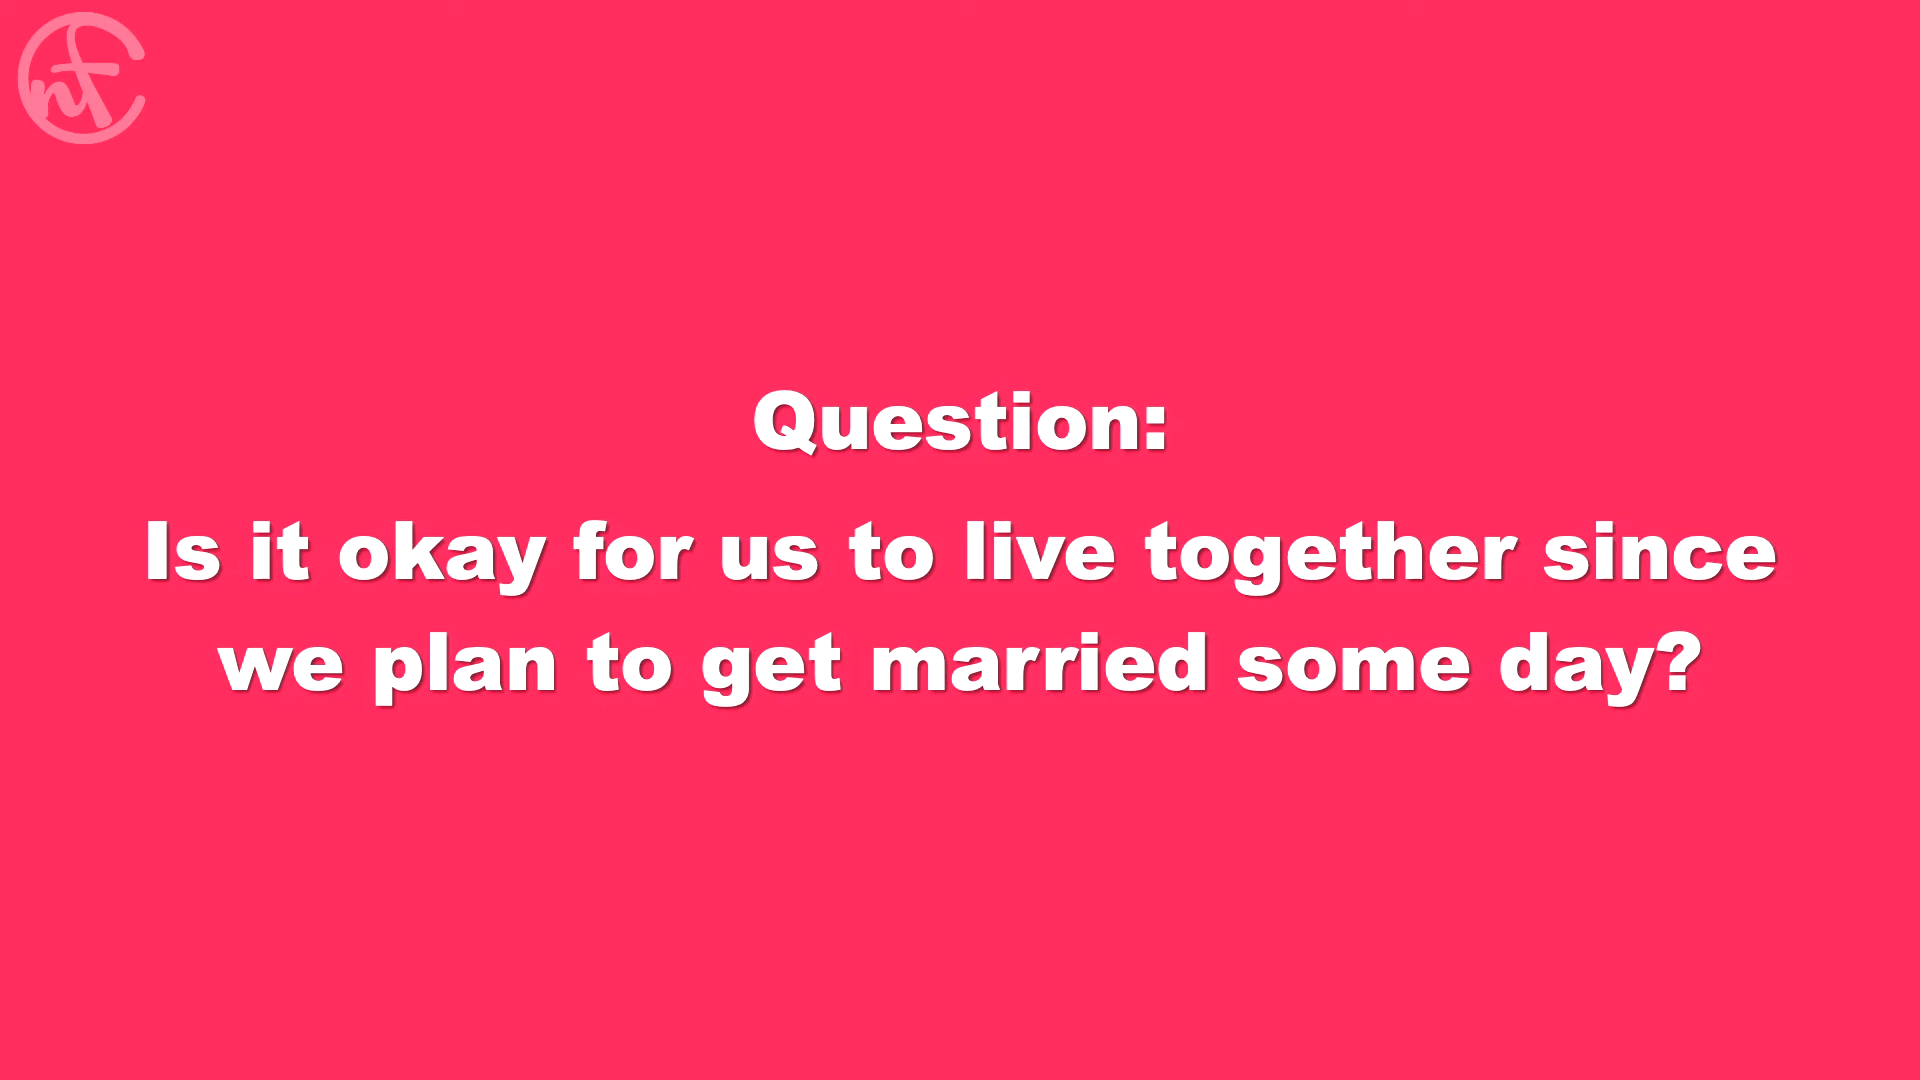 Question:
Is it okay for us to live together since
we plan to get married some day?